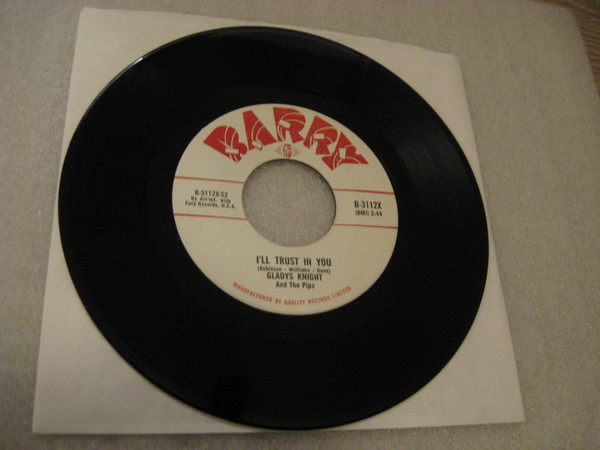 BARRY
B-3112X-S2
By Arr'mt. with
Fury Records, U.S.A.
B-3112X
(BMI) 2:44
I'LL TRUST IN YOU
(Robinson - Williams - Dunn)
GLADYS KNIGHT
And The Pips
MANUFACTURED BY QUALITY RECORDS LIMITED